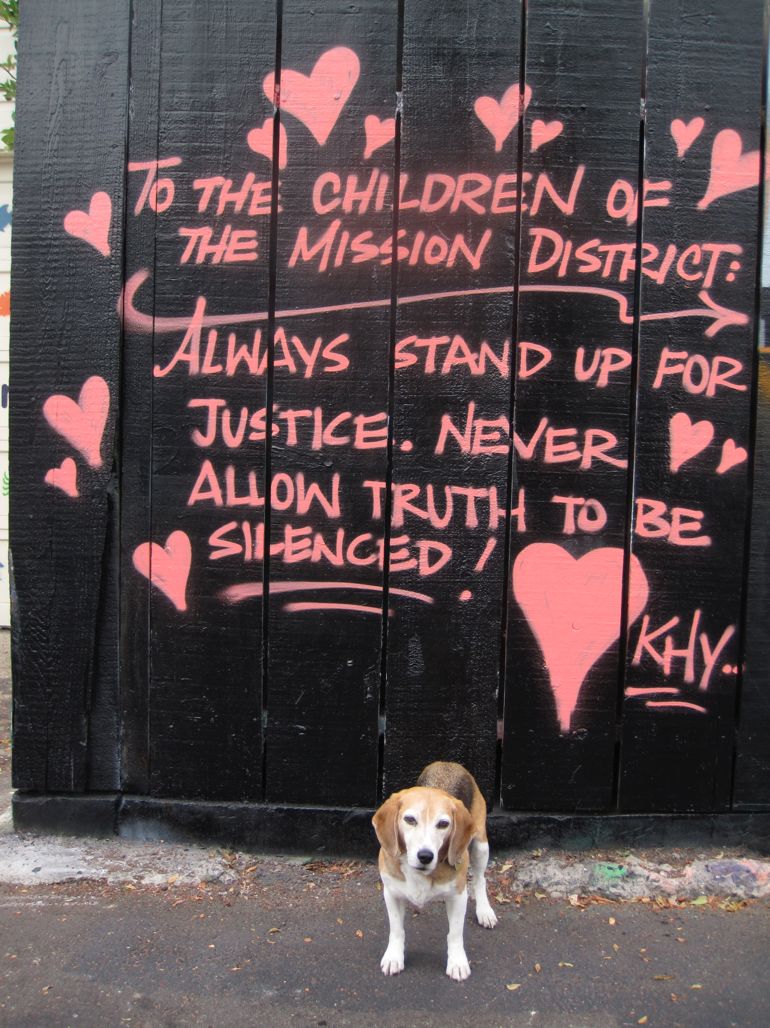 TO THE CHILDREN OF
THE MISSION DISTRICT:
ALWAYS STAND UP FOR
JUSTICE. NEVER
ALLOW TRUTH TO BE
SILENCED!
KHY..